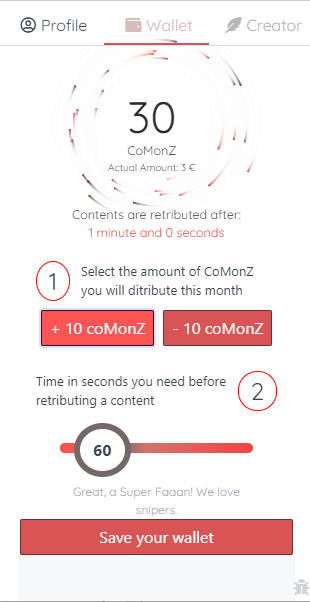 Profile Wallet Creator
30
CoMonZ
Actual Amount: 3 €
Contents are retributed after:
1 minute and 0 seconds
1 Select the amount of CoMonZ
you will ditribute this month
+ 10 coMonZ - 10 coMonZ
Time in seconds you need before
retributing a content
2
60
Great, a Super Faaan! We love
snipers.
Save your wallet